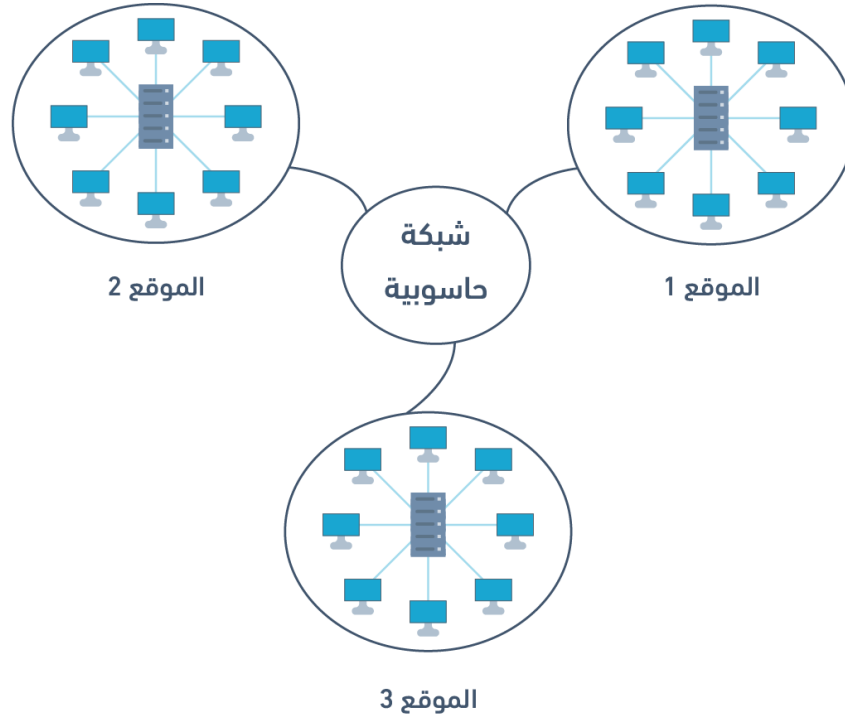 شبكة
حاسوبية
الموقع 1
الموقع 2
الموقع 3